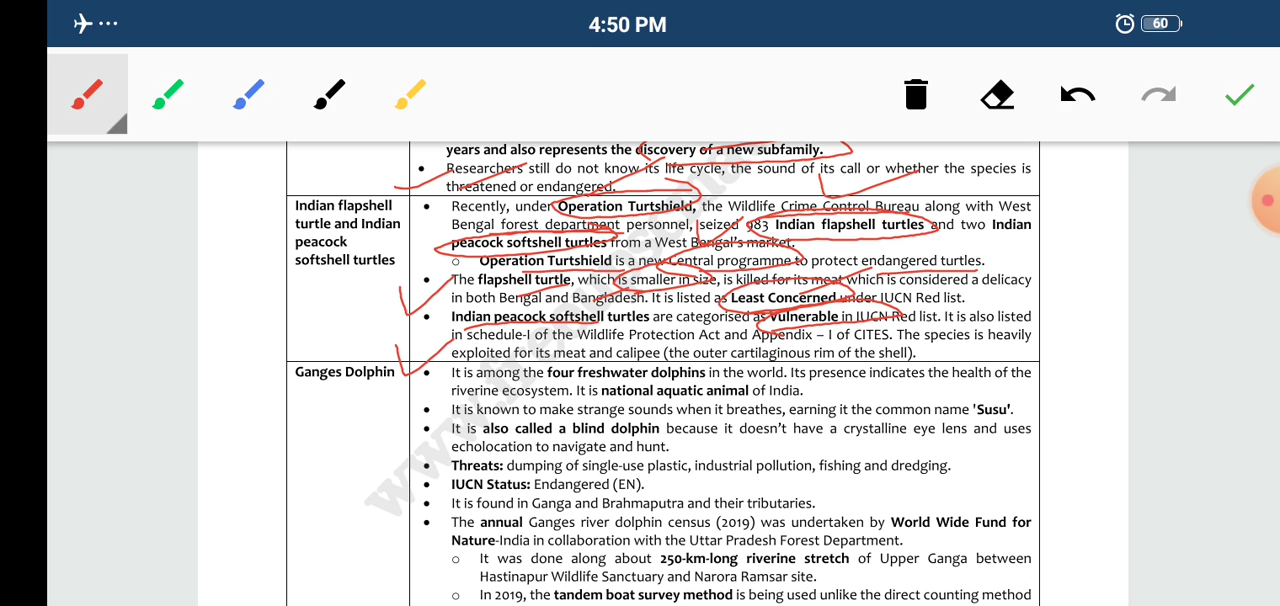 4:50 PM
60
years and also represents the discovery of a new subfamily.
• Researchers still do not know its life cycle, the sound of its call or whether the species is
threatened or endangered.
Indian flapshell
turtle and Indian
peacock
softshell turtles
• Recently, under Operation Turtshield, the Wildlife Crime Control Bureau along with West
Bengal forest department personnel, seized 983 Indian flapshell turtles and two Indian
peacock softshell turtles from a West Bengal's market.
o Operation Turtshield is a new Central programme to protect endangered turtles.
• The flapshell turtle, which is smaller in size, is killed for its meat which is considered a delicacy
in both Bengal and Bangladesh. It is listed as Least Concerned under IUCN Red list.
• Indian peacock softshell turtles are categorised as Vulnerable in IUCN Red list. It is also listed
in schedule-I of the Wildlife Protection Act and Appendix – I of CITES. The species is heavily
exploited for its meat and calipee (the outer cartilaginous rim of the shell).
Ganges Dolphin
• It is among the four freshwater dolphins in the world. Its presence indicates the health of the
riverine ecosystem. It is national aquatic animal of India.
• It is known to make strange sounds when it breathes, earning it the common name 'Susu'.
• It is also called a blind dolphin because it doesn't have a crystalline eye lens and uses
echolocation to navigate and hunt.
• Threats: dumping of single-use plastic, industrial pollution, fishing and dredging.
• IUCN Status: Endangered (EN).
• It is found in Ganga and Brahmaputra and their tributaries.
• The annual Ganges river dolphin census (2019) was undertaken by World Wide Fund for
Nature-India in collaboration with the Uttar Pradesh Forest Department.
o It was done along about 250-km-long riverine stretch of Upper Ganga between
Hastinapur Wildlife Sanctuary and Narora Ramsar site.
o In 2019, the tandem boat survey method is being used unlike the direct counting method